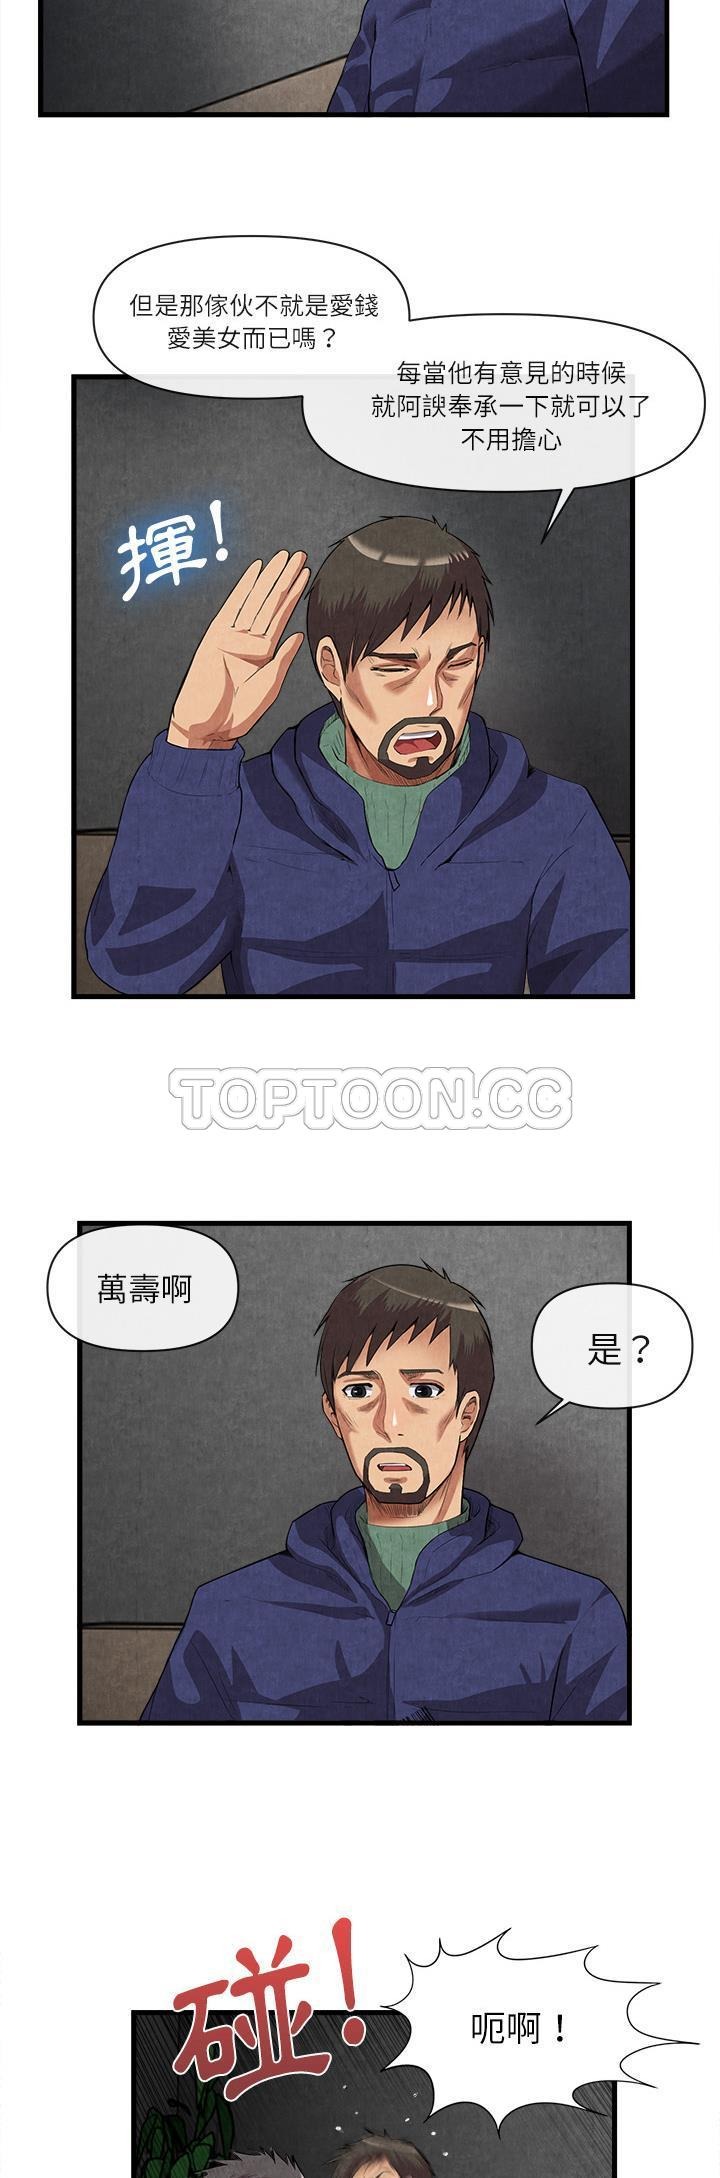 但是那傢伙不就是愛錢
愛美女而已嗎？
每當他有意見的時候
就阿諛奉承一下就可以了
不用擔心
揮！
TOPTOON.CC
萬壽啊
是？
碰！
呃啊！